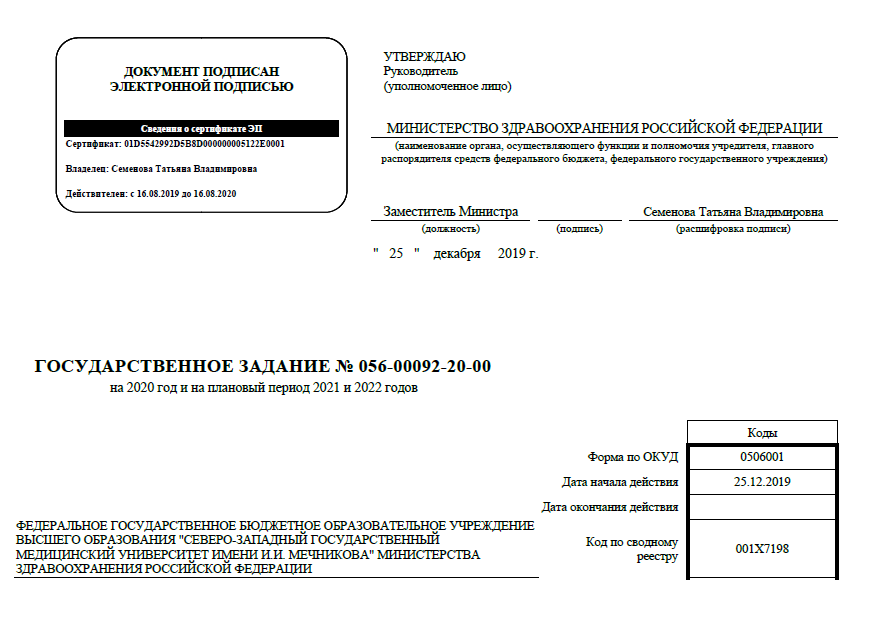 ДОКУМЕНТ ПОДПИСАН
ЭЛЕКТРОННОЙ ПОДПИСЬЮ
Сведения о сертификате ЭП
Сертификат: 01D5542992D5B8D000000005122E0001
Владелец: Семенова Татьяна Владимировна
Действителен: с 16.08.2019 до 16.08.2020
УТВЕРЖДАЮ
Руководитель
(уполномоченное лицо)
МИНИСТЕРСТВО ЗДРАВООХРАНЕНИЯ РОССИЙСКОЙ ФЕДЕРАЦИИ
(наименование органа, осуществляющего функции и полномочия учредителя, главного
распорядителя средств федерального бюджета, федерального государственного учреждения)
Заместитель Министра Семенова Татьяна Владимировна
(должность) (подпись) (расшифровка подписи)
" 25 " декабря 2019 г.
ГОСУДАРСТВЕННОЕ ЗАДАНИЕ № 056-00092-20-00
на 2020 год и на плановый период 2021 и 2022 годов
Коды
Форма по ОКУД 0506001
Дата начала действия 25.12.2019
Дата окончания действия
ФЕДЕРАЛЬНОЕ ГОСУДАРСТВЕННОЕ БЮДЖЕТНОЕ ОБРАЗОВАТЕЛЬНОЕ УЧРЕЖДЕНИЕ
ВЫСШЕГО ОБРАЗОВАНИЯ "СЕВЕРО-ЗАПАДНЫЙ ГОСУДАРСТВЕННЫЙ
МЕДИЦИНСКИЙ УНИВЕРСИТЕТ ИМЕНИ И.И. МЕЧНИКОВА" МИНИСТЕРСТВА
ЗДРАВООХРАНЕНИЯ РОССИЙСКОЙ ФЕДЕРАЦИИ
Код по сводному
реестру
001X7198